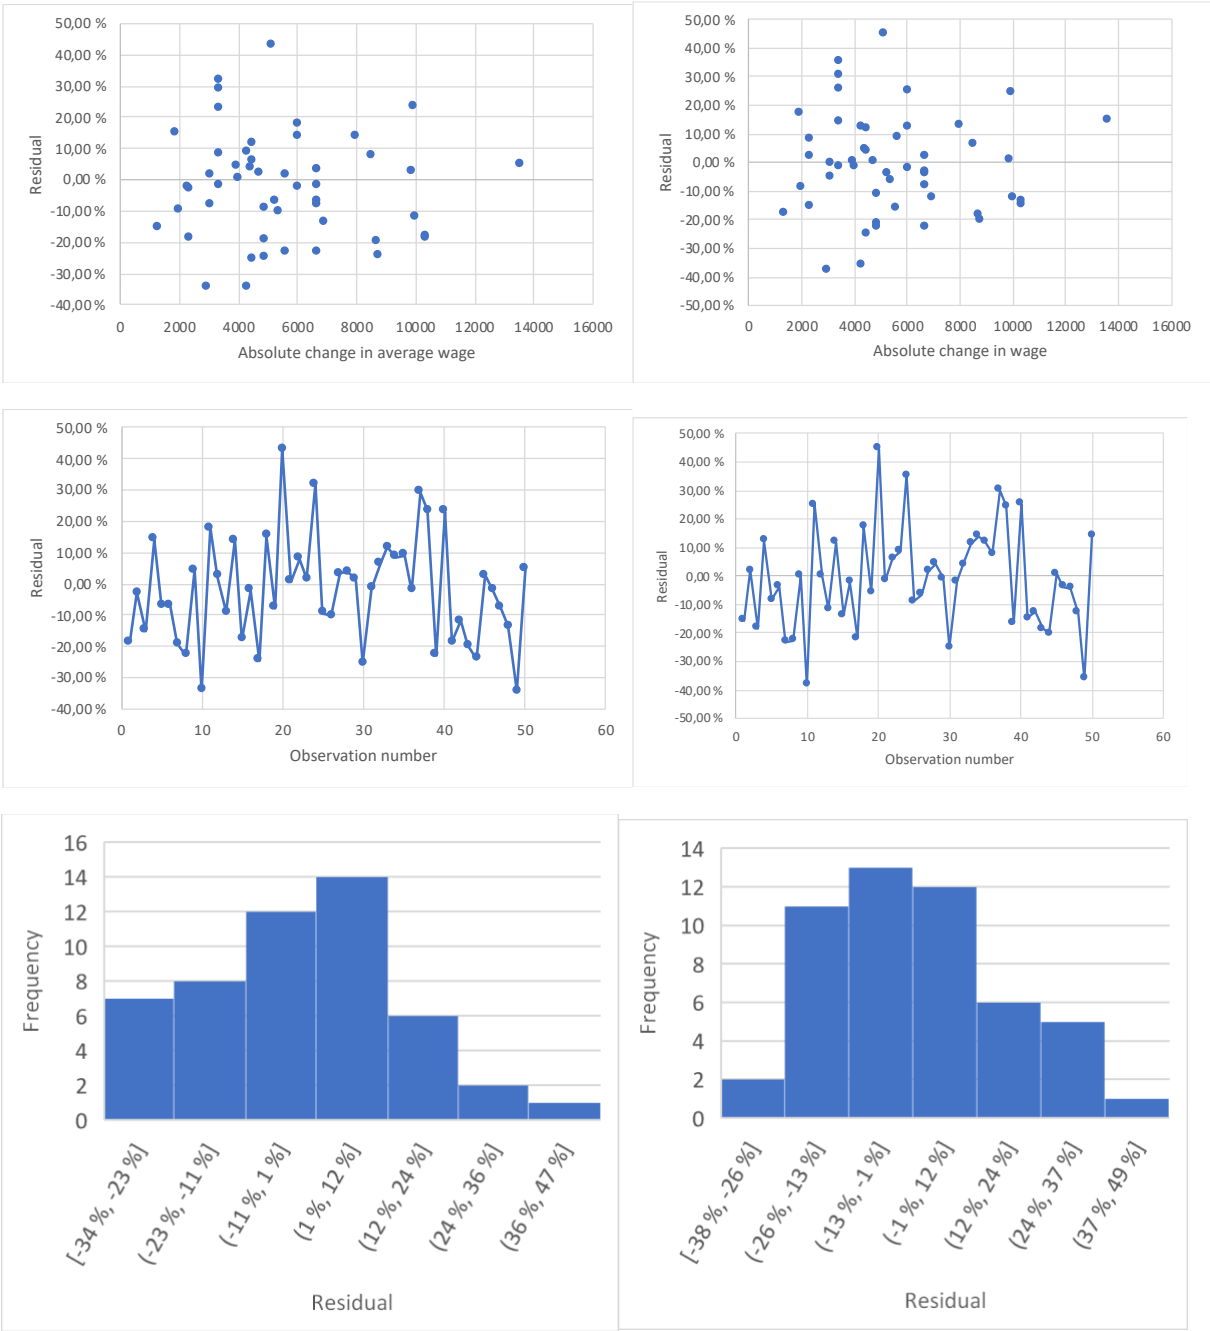 50,00 %
40,00 %
30,00 %
20,00 %
10,00 %
0,00 %
-10,00 %
-20,00 %
-30,00 %
-40,00 %
Residual
0 2000 4000 6000 8000 10000 12000 14000 16000
Absolute change in average wage
50,00 %
40,00 %
30,00 %
20,00 %
10,00 %
0,00 %
-10,00 %
-20,00 %
-30,00 %
-40,00 %
-50,00 %
Residual
0 2000 4000 6000 8000 10000 12000 14000 16000
Absolute change in wage
50,00 %
40,00 %
30,00 %
20,00 %
10,00 %
0,00 %
-10,00 %
-20,00 %
-30,00 %
-40,00 %
Residual
0 10 20 30 40 50 60
Observation number
50,00 %
40,00 %
30,00 %
20,00 %
10,00 %
0,00 %
-10,00 %
-20,00 %
-30,00 %
-40,00 %
-50,00 %
Residual
0 10 20 30 40 50 60
Observation number
16
14
12
10
8
6
4
2
0
Frequency
[-34 %, -23 %]
(-23 %, -11 %]
(-11 %, 1 %]
(1 %, 12 %]
(12 %, 24 %]
(24 %, 36 %]
(36 %, 47 %]
Residual
14
12
10
8
6
4
2
0
Frequency
[-38 %, -26 %]
(-26 %, -13 %]
(-13 %, -1 %]
(-1 %, 12 %]
(12 %, 24 %]
(24 %, 37 %]
(37 %, 49 %]
Residual